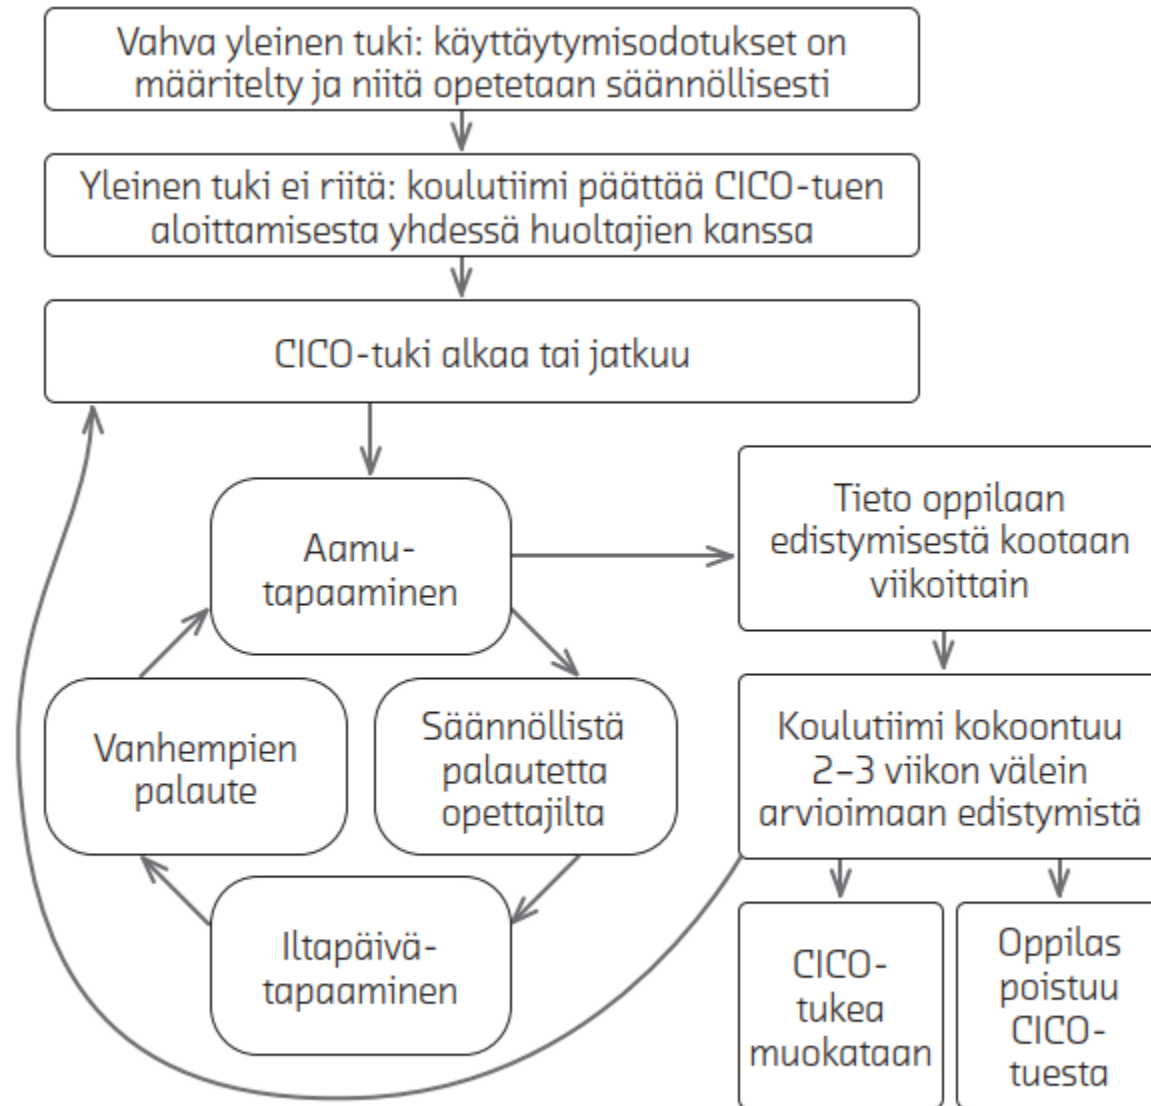 Vahva yleinen tuki: käyttäytymisodotukset on
määritelty ja niitä opetetaan säännöllisesti
Yleinen tuki ei riitä: koulutiimi päättää CICO-tuen
aloittamisesta yhdessä huoltajien kanssa
CICO-tuki alkaa tai jatkuu
Aamu-
tapaaminen
Säännöllistä
palautetta
opettajilta
Iltapäivä-
tapaaminen
Vanhempien
palaute
Tieto oppilaan
edistymisestä kootaan
viikoittain
Koulutiimi kokoontuu
2–3 viikon välein
arvioimaan edistymistä
CICO-
tukea
muokataan
Oppilas
poistuu
CICO-
tuesta